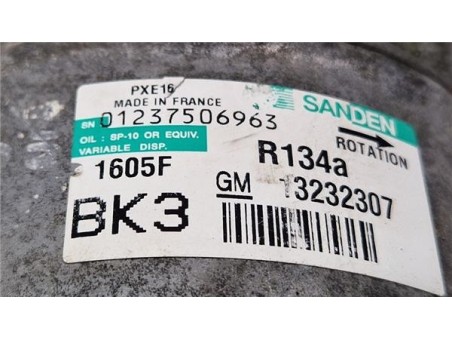 PXE16
MADE IN FRANCE
SANDEN
SN 01237506963
OIL : SP-10 OR EQUIV.
VARIABLE DISP.
ROTATION
1605F
R134a
GM 13232307
BK3